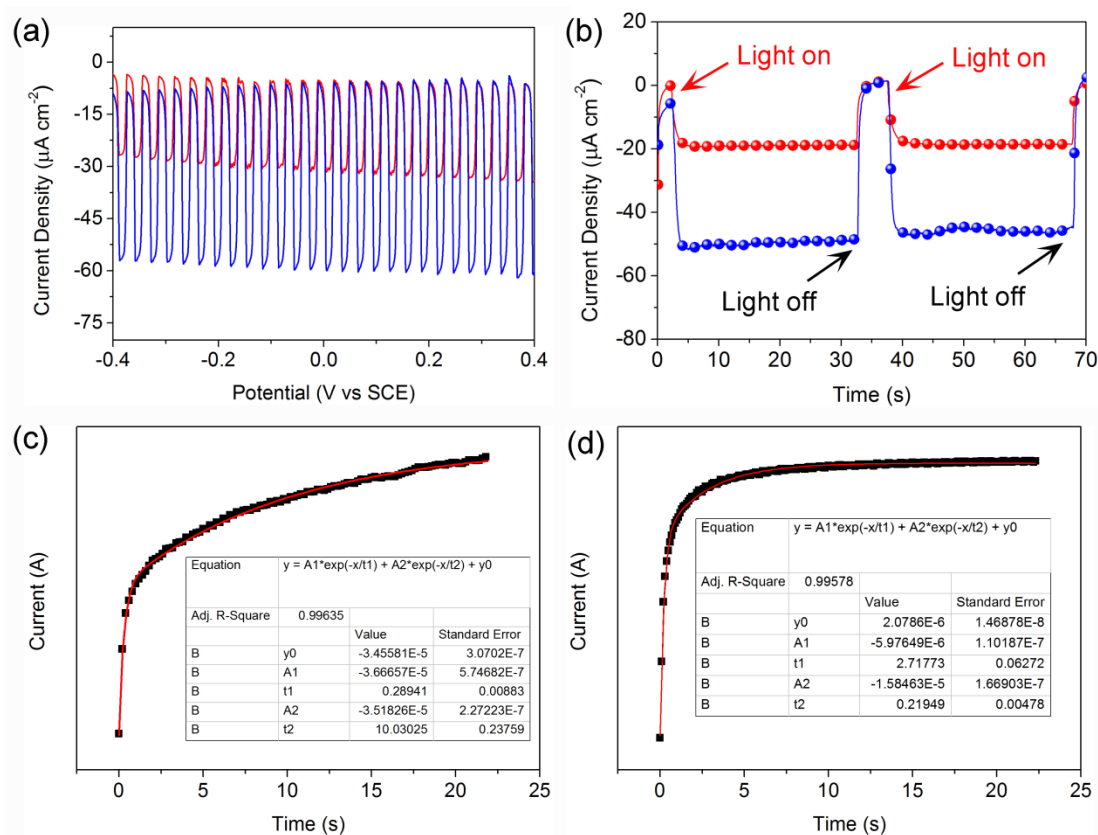 (a)
0
-15
-30
-45
-60
-75
Current Density (µA cm⁻²)
-0.4 -0.2 0.0 0.2 0.4
Potential (V vs SCE)
(b)
20
0
-20
-40
-60
-80
Current Density (µA cm⁻²)
Light on
Light on
Light off
Light off
0 10 20 30 40 50 60 70
Time (s)
(c)
Current (A)
Equation y = A1*exp(-x/t1) + A2*exp(-x/t2) + y0
Adj. R-Square 0.99635
Value Standard Error
B y0 -3.45581E-5 3.0702E-7
B A1 -3.66657E-5 5.74682E-7
B t1 0.28941 0.00883
B A2 -3.51826E-5 2.27223E-7
B t2 10.03025 0.23759
0 5 10 15 20 25
Time (s)
(d)
Current (A)
Equation y = A1*exp(-x/t1) + A2*exp(-x/t2) + y0
Adj. R-Square 0.99578
Value Standard Error
B y0 2.0786E-6 1.46878E-8
B A1 -5.97649E-6 1.10187E-7
B t1 2.71773 0.06272
B A2 -1.58463E-5 1.66903E-7
B t2 0.21949 0.00478
0 5 10 15 20 25
Time (s)